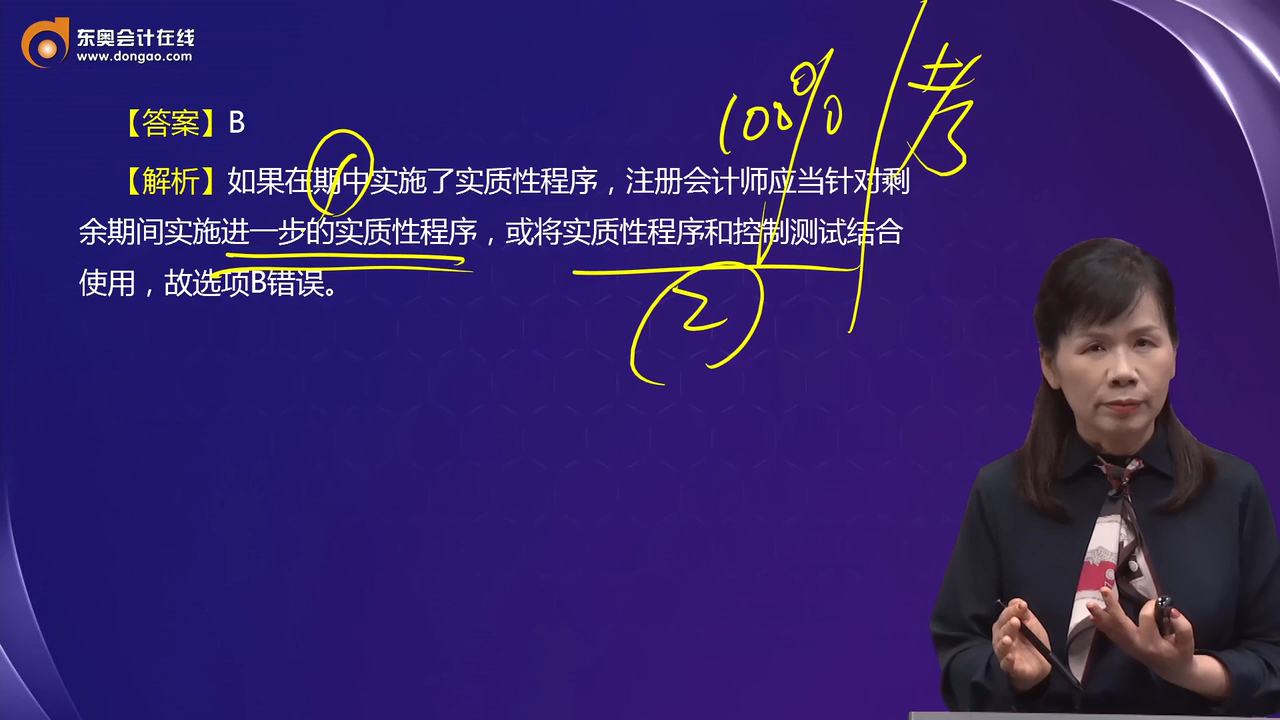 东奥会计在线
www.dongao.com
100%
考
【答案】B
【解析】如果在期中实施了实质性程序，注册会计师应当针对剩
余期间实施进一步的实质性程序，或将实质性程序和控制测试结合
使用，故选项B错误。
2